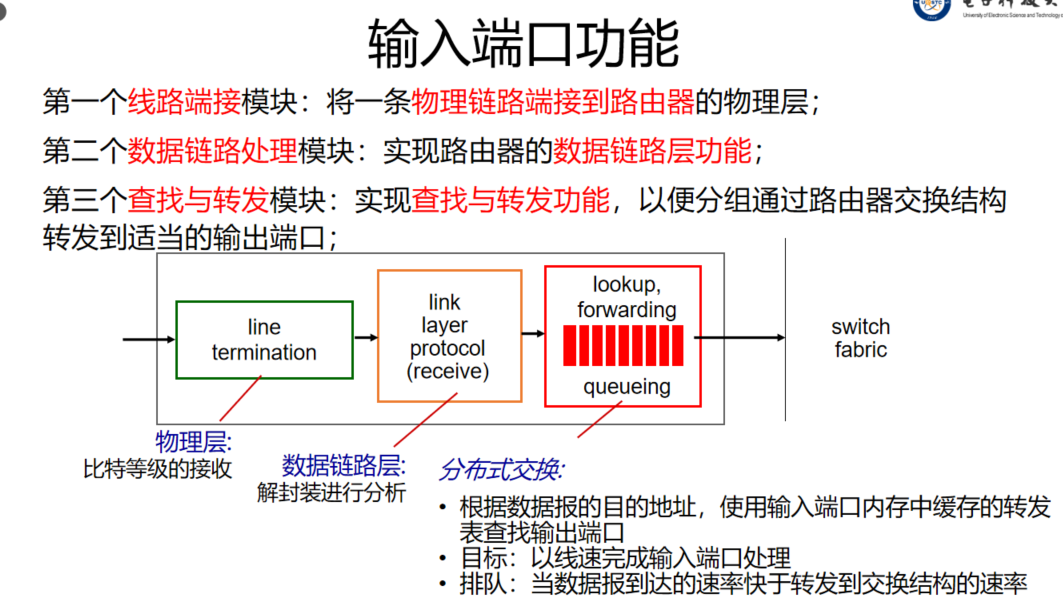 University of Electronic Science and Technology o
输入端口功能
第一个线路端接模块：将一条物理链路端接到路由器的物理层；
第二个数据链路处理模块：实现路由器的数据链路层功能；
第三个查找与转发模块：实现查找与转发功能，以便分组通过路由器交换结构
转发到适当的输出端口；
line
termination
link
layer
protocol
(receive)
lookup,
forwarding
queueing
switch
fabric
物理层:
比特等级的接收
数据链路层:
解封装进行分析
分布式交换:
• 根据数据报的目的地址，使用输入端口内存中缓存的转发
表查找输出端口
• 目标：以线速完成输入端口处理
• 排队：当数据报到达的速率快于转发到交换结构的速率